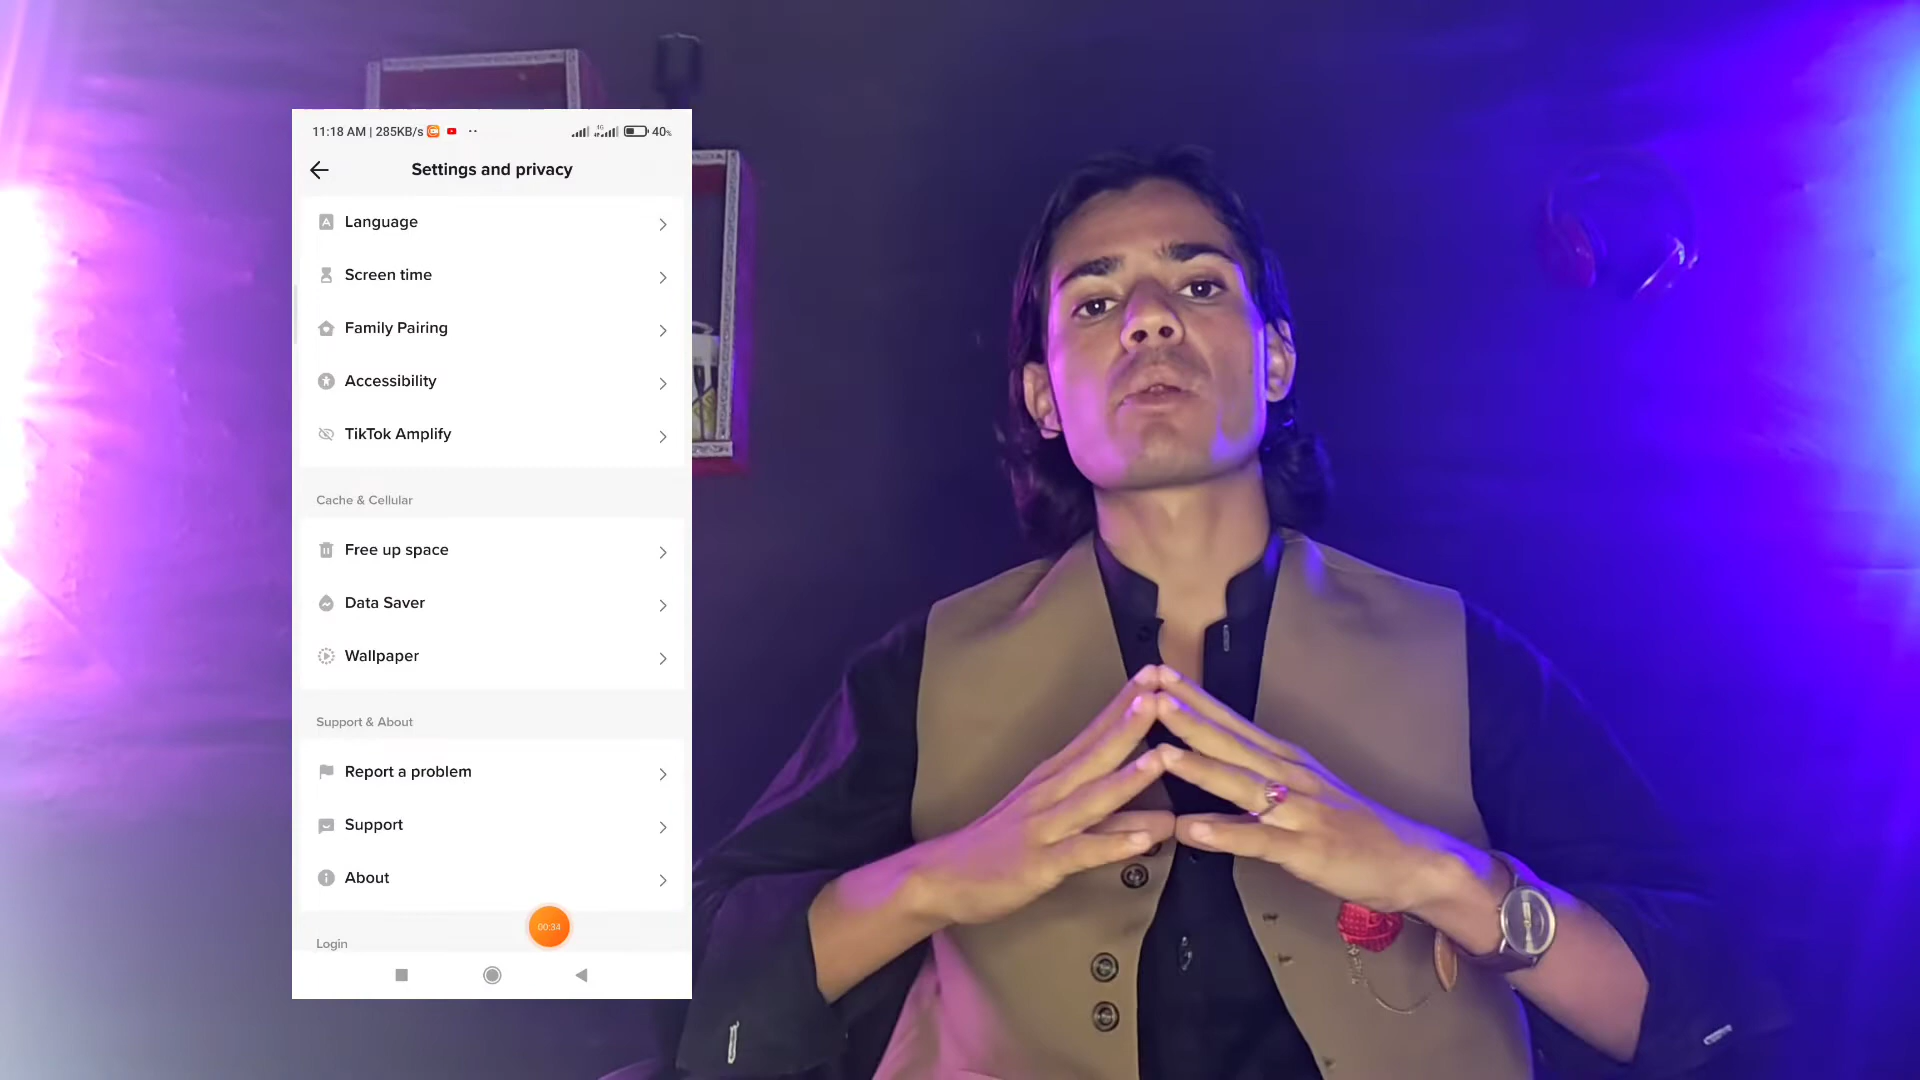 11:18 AM | 285KB/s 4G 40%
Settings and privacy
Language
Screen time
Family Pairing
Accessibility
TikTok Amplify
Cache & Cellular
Free up space
Data Saver
Wallpaper
Support & About
Report a problem
Support
About
00:34
Login